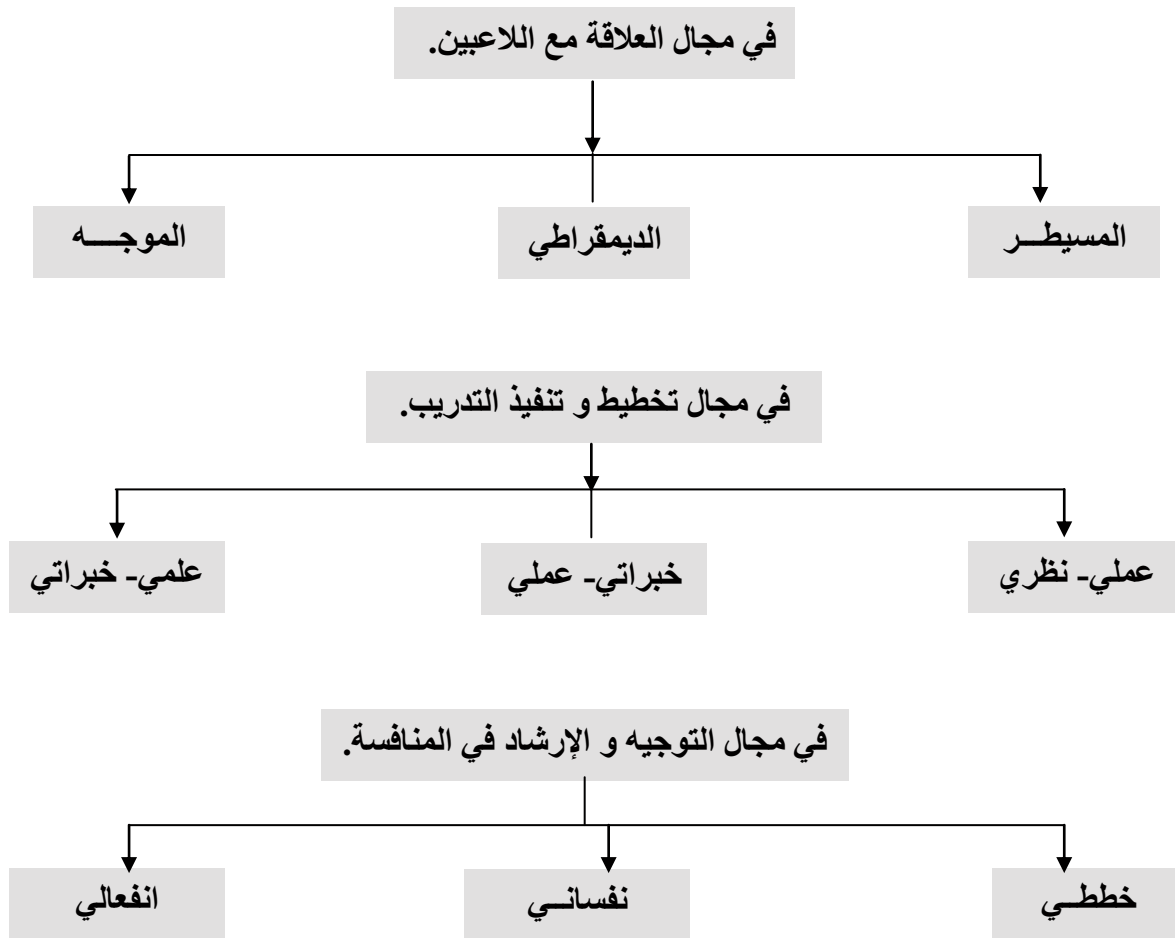 في مجال العلاقة مع اللاعبين.
المسيطــر
الديمقراطي
الموجــــه
في مجال تخطيط و تنفيذ التدريب.
عملي- نظري
خبراتي- عملي
علمي- خبراتي
في مجال التوجيه و الإرشاد في المنافسة.
خططــي
نفسانــي
انفعالي